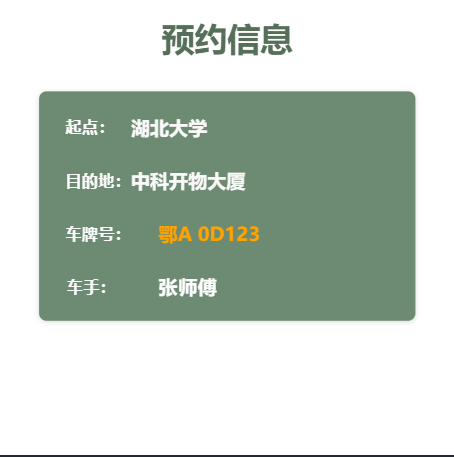 预约信息
起点： 湖北大学
目的地：中科开物大厦
车牌号： 鄂A 0D123
车手： 张师傅